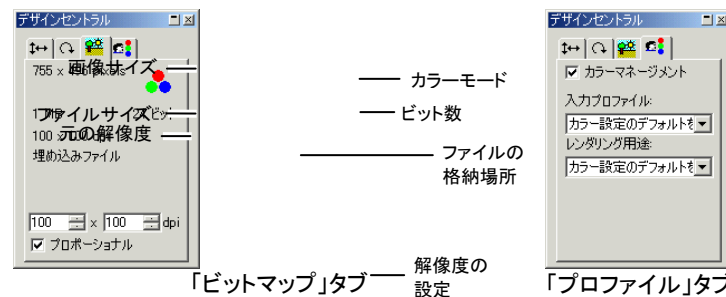 デザインセントラル
755 x 496 pixels
画像サイズ
ファイルサイズ
元の解像度
埋め込みファイル
100 x 100 dpi
プロポーショナル
「ビットマップ」タブ
カラーモード
ビット数
ファイルの
格納場所
解像度の
設定
デザインセントラル
カラーマネージメント
入力プロファイル:
カラー設定のデフォルトを
レンダリング用途:
カラー設定のデフォルトを
「プロファイル」タブ